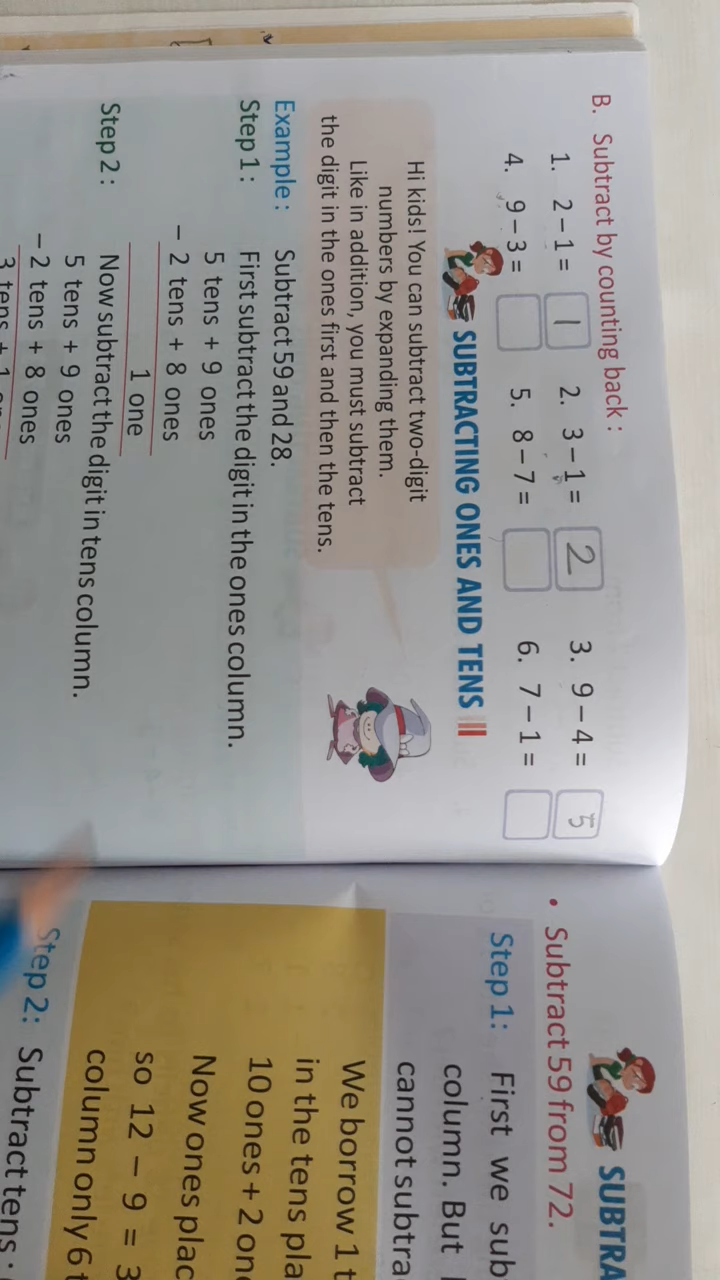 B. Subtract by counting back :
1. 2 – 1 = 1 2. 3 – 1 = 2 3. 9 – 4 = 5
4. 9 – 3 = 5. 8 – 7 = 6. 7 – 1 =
SUBTRACTING ONES AND TENS
Hi kids! You can subtract two-digit
numbers by expanding them.
Like in addition, you must subtract
the digit in the ones first and then the tens.
Example : Subtract 59 and 28.
Step 1 : First subtract the digit in the ones column.
5 tens + 9 ones
– 2 tens + 8 ones
1 one
Step 2 : Now subtract the digit in tens column.
5 tens + 9 ones
– 2 tens + 8 ones
3 tens + 1
SUBTRA
• Subtract 59 from 72.
Step 1: First we sub
column. But
cannot subtra
We borrow 1 t
in the tens pla
10 ones + 2 on
Now ones plac
so 12 – 9 = 3
column only 6 t
Step 2: Subtract tens